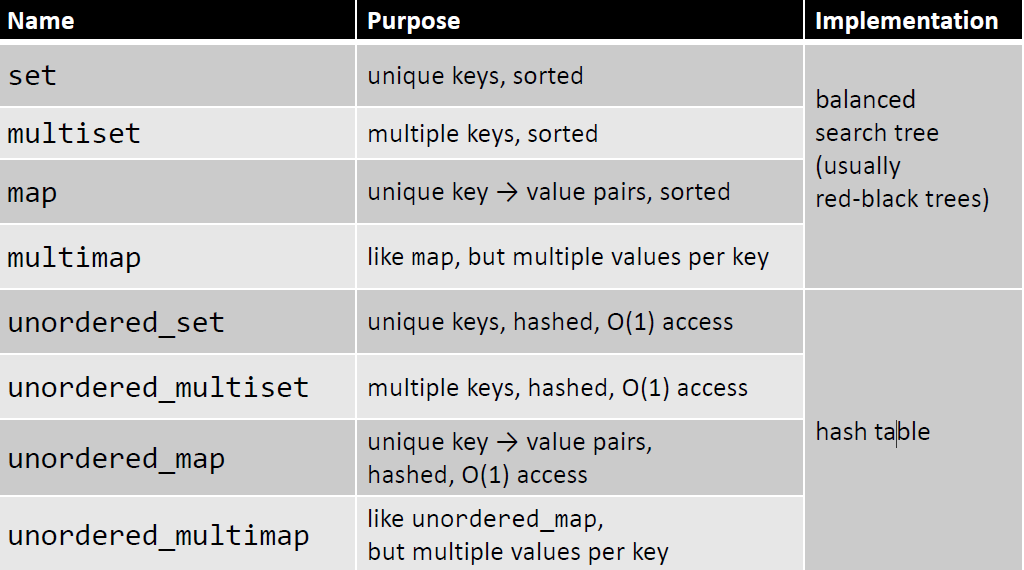 Name Purpose Implementation
set unique keys, sorted
multiset multiple keys, sorted
map unique key → value pairs, sorted
multimap like map, but multiple values per key
balanced
search tree
(usually
red-black trees)
unordered_set unique keys, hashed, O(1) access
unordered_multiset multiple keys, hashed, O(1) access
unordered_map unique key → value pairs,
hashed, O(1) access
unordered_multimap like unordered_map,
but multiple values per key
hash table